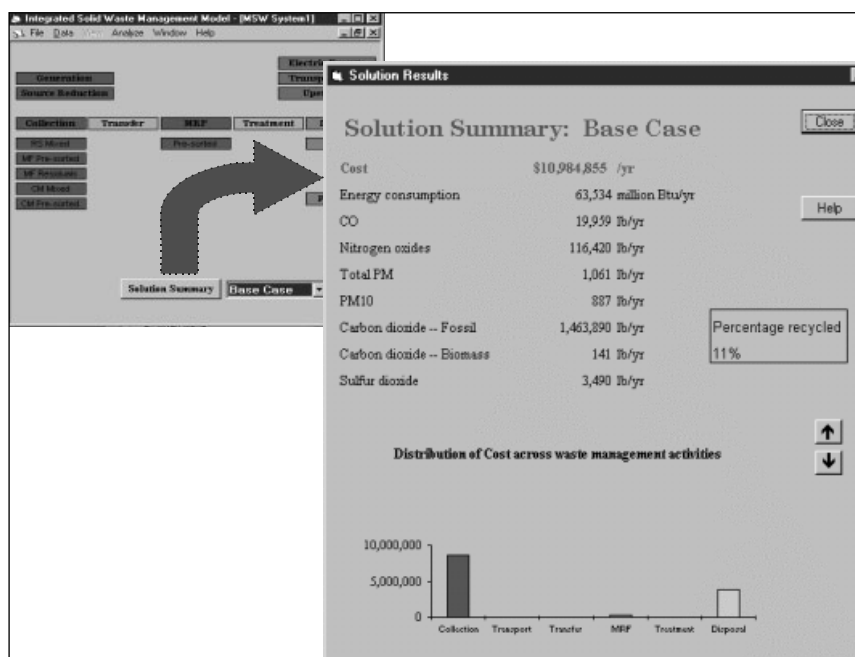 Integrated Solid Waste Management Model - [MSW System1]
File Data View Analyze Window Help
Generation
Source Reduction
Collection Transfer MRF Treatment
RS Mixed
MF Pre-sorted
MF Residuals
CM Mixed
CM Pre-sorted
Pre-sorted
Solution Summary
Base Case
Solution Results
Solution Summary: Base Case
Close
Cost $10,984,855 /yr
Energy consumption 63,534 million Btu/yr
Help
CO 19,959 lb/yr
Nitrogen oxides 116,420 lb/yr
Total PM 1,061 lb/yr
PM10 887 lb/yr
Carbon dioxide -- Fossil 1,463,890 lb/yr
Carbon dioxide -- Biomass 141 lb/yr
Sulfur dioxide 3,490 lb/yr
Percentage recycled
11%
Distribution of Cost across waste management activities
10,000,000
5,000,000
0
Collection Transport Transfer MRF Treatment Disposal